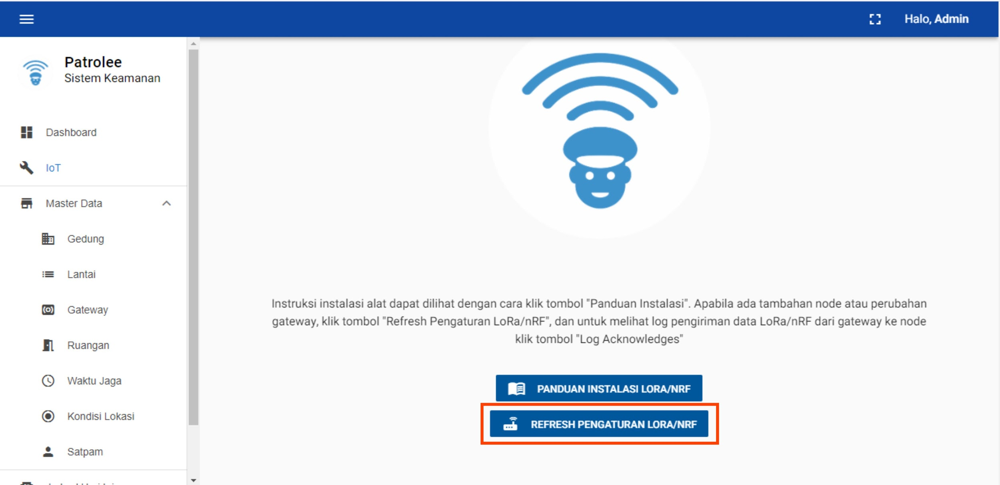 Halo, Admin
Patrolee
Sistem Keamanan
Dashboard
IoT
Master Data
Gedung
Lantai
Gateway
Ruangan
Waktu Jaga
Kondisi Lokasi
Satpam
Instruksi instalasi alat dapat dilihat dengan cara klik tombol "Panduan Instalasi". Apabila ada tambahan node atau perubahan
gateway, klik tombol "Refresh Pengaturan LoRa/nRF", dan untuk melihat log pengiriman data LoRa/nRF dari gateway ke node
klik tombol "Log Acknowledges"
PANDUAN INSTALASI LORA/NRF
REFRESH PENGATURAN LORA/NRF